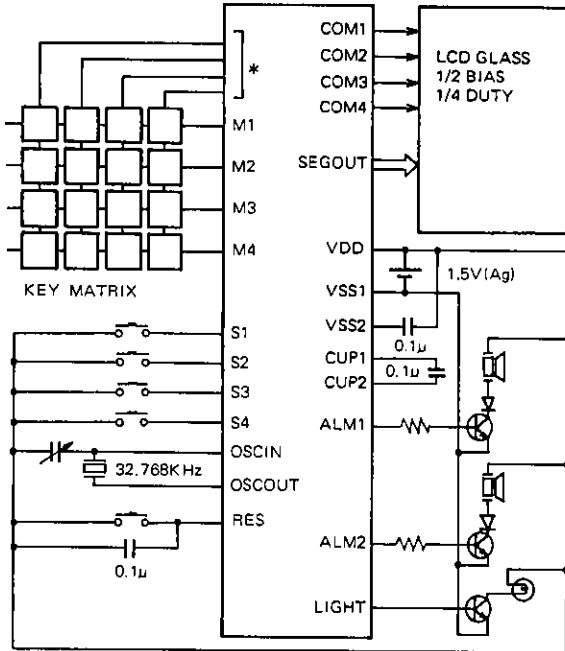 COM1
COM2
COM3
COM4
LCD GLASS
1/2 BIAS
1/4 DUTY
*
M1
M2
M3
M4
SEGOUT
KEY MATRIX
VDD
1.5V(Ag)
VSS1
VSS2
0.1μ
CUP1
0.1μ
CUP2
S1
S2
S3
S4
ALM1
OSCIN
32.768KHz
OSCOUT
RES
0.1μ
ALM2
LIGHT